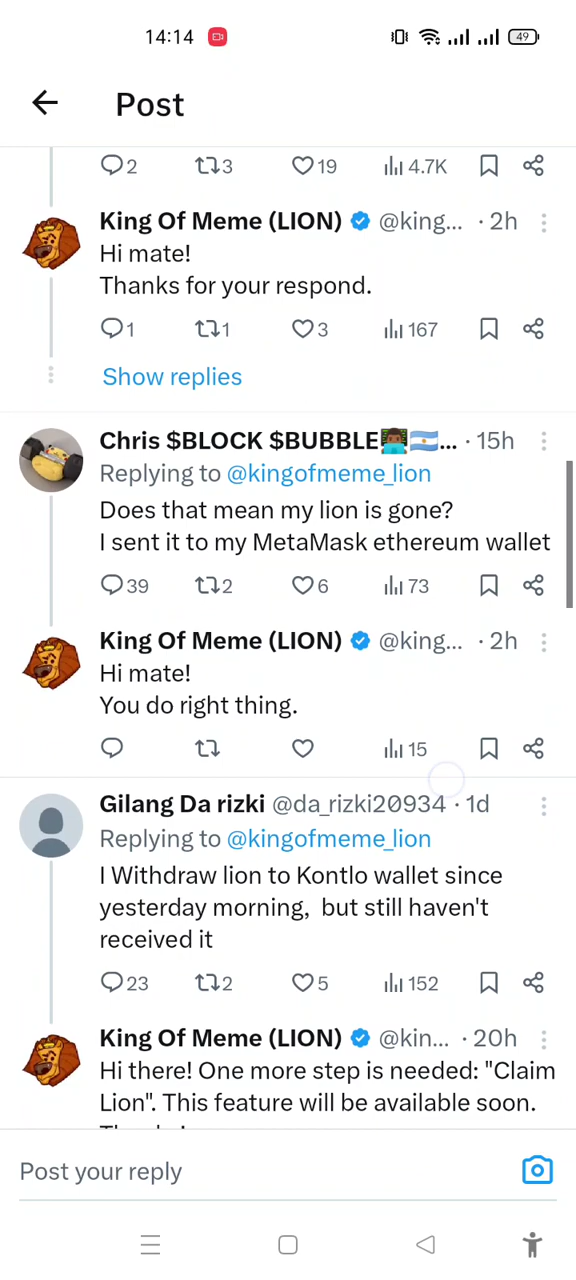 14:14 49
Post
2 3 19 4.7K
King Of Meme (LION) @king... · 2h
Hi mate!
Thanks for your respond.
1 1 3 167
Show replies
Chris $BLOCK $BUBBLE... · 15h
Replying to @kingofmeme_lion
Does that mean my lion is gone?
I sent it to my MetaMask ethereum wallet
39 2 6 73
King Of Meme (LION) @king... · 2h
Hi mate!
You do right thing.
15
Gilang Da rizki @da_rizki20934 · 1d
Replying to @kingofmeme_lion
I Withdraw lion to Kontlo wallet since
yesterday morning,  but still haven't
received it
23 2 5 152
King Of Meme (LION) @kin... · 20h
Hi there! One more step is needed: "Claim
Lion". This feature will be available soon.
Post your reply